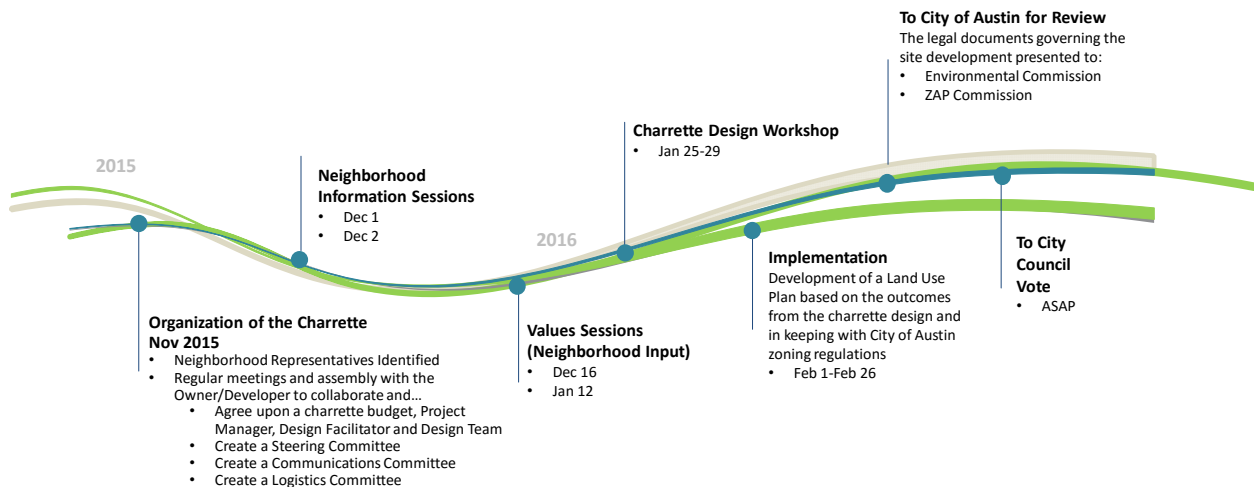 2015
Organization of the Charrette
Nov 2015
• Neighborhood Representatives Identified
• Regular meetings and assembly with the
Owner/Developer to collaborate and…
• Agree upon a charrette budget, Project
Manager, Design Facilitator and Design Team
• Create a Steering Committee
• Create a Communications Committee
• Create a Logistics Committee
Neighborhood
Information Sessions
• Dec 1
• Dec 2
2016
Values Sessions
(Neighborhood Input)
• Dec 16
• Jan 12
Charrette Design Workshop
• Jan 25-29
Implementation
Development of a Land Use
Plan based on the outcomes
from the charrette design and
in keeping with City of Austin
zoning regulations
• Feb 1-Feb 26
To City of Austin for Review
The legal documents governing the
site development presented to:
• Environmental Commission
• ZAP Commission
To City
Council
Vote
• ASAP